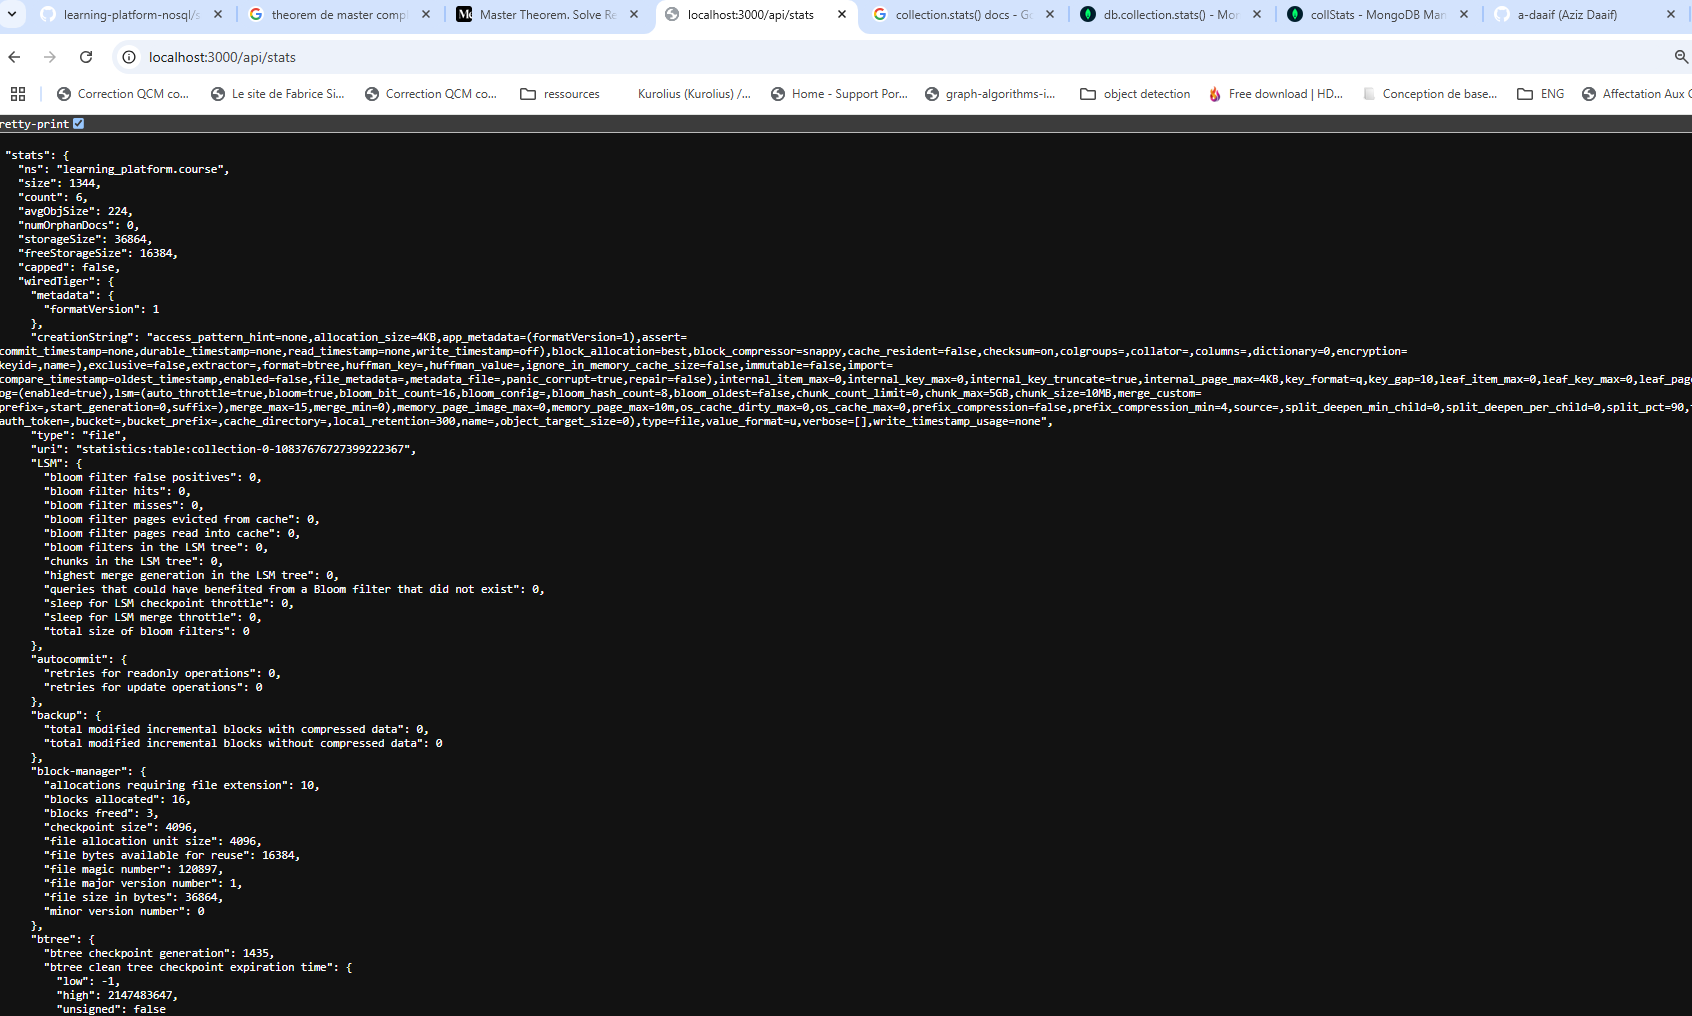 learning-platform-nosql/s
theorem de master compl
Master Theorem. Solve Re
localhost:3000/api/stats
collection.stats() docs - Go
db.collection.stats() - Mon
collStats - MongoDB Man
a-daaif (Aziz Daaif)
localhost:3000/api/stats
Correction QCM co...
Le site de Fabrice Si...
Correction QCM co...
ressources
Kurolius (Kurolius) /...
Home - Support Por...
graph-algorithms-i...
object detection
Free download | HD...
Conception de base...
ENG
Affectation Aux C
retty-print
"stats": {
"ns": "learning_platform.course",
"size": 1344,
"count": 6,
"avgObjSize": 224,
"numOrphanDocs": 0,
"storageSize": 36864,
"freeStorageSize": 16384,
"capped": false,
"wiredTiger": {
"metadata": {
"formatVersion": 1
},
"creationString": "access_pattern_hint=none,allocation_size=4KB,app_metadata=(formatVersion=1),assert=
commit_timestamp=none,durable_timestamp=none,read_timestamp=none,write_timestamp=off),block_allocation=best,block_compressor=snappy,cache_resident=false,checksum=on,colgroups=,collator=,columns=,dictionary=0,encryption=
keyid=,name=),exclusive=false,extractor=,format=btree,huffman_key=,huffman_value=,ignore_in_memory_cache_size=false,immutable=false,import=
compare_timestamp=oldest_timestamp,enabled=false,file_metadata=,metadata_file=,panic_corrupt=true,repair=false),internal_item_max=0,internal_key_max=0,internal_key_truncate=true,internal_page_max=4KB,key_format=q,key_gap=10,leaf_item_max=0,leaf_key_max=0,leaf_pag
og=(enabled=true),lsm=(auto_throttle=true,bloom=true,bloom_bit_count=16,bloom_config=,bloom_hash_count=8,bloom_oldest=false,chunk_count_limit=0,chunk_max=5GB,chunk_size=10MB,merge_custom=
prefix=,start_generation=0,suffix=),merge_max=15,merge_min=0),memory_page_image_max=0,memory_page_max=10m,os_cache_dirty_max=0,os_cache_max=0,prefix_compression=false,prefix_compression_min=4,source=,split_deepen_min_child=0,split_deepen_per_child=0,split_pct=90,t
auth_token=,bucket=,bucket_prefix=,cache_directory=,local_retention=300,name=,object_target_size=0),type=file,value_format=u,verbose=[],write_timestamp_usage=none",
"type": "file",
"uri": "statistics:table:collection-0-10837676727399222367",
"LSM": {
"bloom filter false positives": 0,
"bloom filter hits": 0,
"bloom filter misses": 0,
"bloom filter pages evicted from cache": 0,
"bloom filter pages read into cache": 0,
"bloom filters in the LSM tree": 0,
"chunks in the LSM tree": 0,
"highest merge generation in the LSM tree": 0,
"queries that could have benefited from a Bloom filter that did not exist": 0,
"sleep for LSM checkpoint throttle": 0,
"sleep for LSM merge throttle": 0,
"total size of bloom filters": 0
},
"autocommit": {
"retries for readonly operations": 0,
"retries for update operations": 0
},
"backup": {
"total modified incremental blocks with compressed data": 0,
"total modified incremental blocks without compressed data": 0
},
"block-manager": {
"allocations requiring file extension": 10,
"blocks allocated": 16,
"blocks freed": 3,
"checkpoint size": 4096,
"file allocation unit size": 4096,
"file bytes available for reuse": 16384,
"file magic number": 120897,
"file major version number": 1,
"file size in bytes": 36864,
"minor version number": 0
},
"btree": {
"btree checkpoint generation": 1435,
"btree clean tree checkpoint expiration time": {
"low": -1,
"high": 2147483647,
"unsigned": false